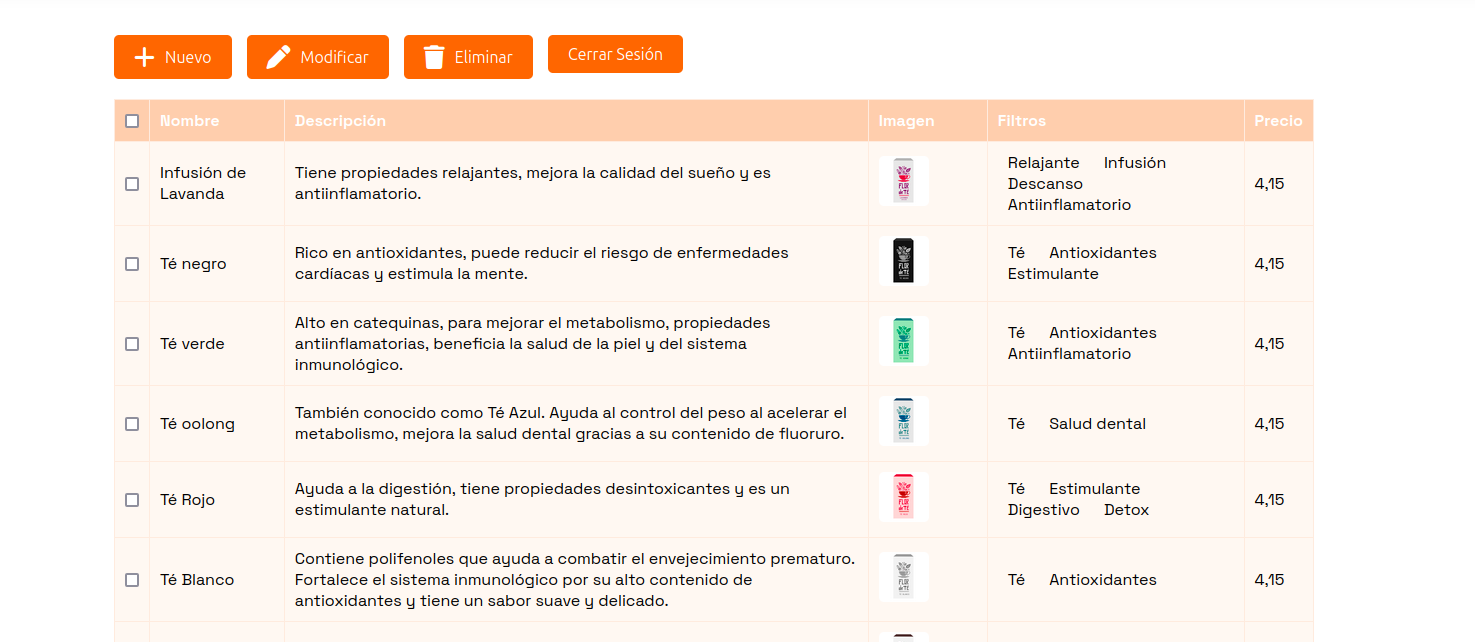 Nuevo Modificar Eliminar Cerrar Sesión
Nombre Descripción Imagen Filtros Precio
Infusión de
Lavanda
Tiene propiedades relajantes, mejora la calidad del sueño y es
antiinflamatorio.
FLOR
de TÉ
Relajante Infusión
Descanso
Antiinflamatorio
4,15
Té negro
Rico en antioxidantes, puede reducir el riesgo de enfermedades
cardíacas y estimula la mente.
FLOR
de TÉ
Té Antioxidantes
Estimulante
4,15
Té verde
Alto en catequinas, para mejorar el metabolismo, propiedades
antiinflamatorias, beneficia la salud de la piel y del sistema
inmunológico.
FLOR
de TÉ
Té Antioxidantes
Antiinflamatorio
4,15
Té oolong
También conocido como Té Azul. Ayuda al control del peso al acelerar el
metabolismo, mejora la salud dental gracias a su contenido de fluoruro.
FLOR
de TÉ
Té Salud dental
4,15
Té Rojo
Ayuda a la digestión, tiene propiedades desintoxicantes y es un
estimulante natural.
FLOR
de TÉ
Té Estimulante
Digestivo Detox
4,15
Té Blanco
Contiene polifenoles que ayuda a combatir el envejecimiento prematuro.
Fortalece el sistema inmunológico por su alto contenido de
antioxidantes y tiene un sabor suave y delicado.
FLOR
de TÉ
Té Antioxidantes
4,15